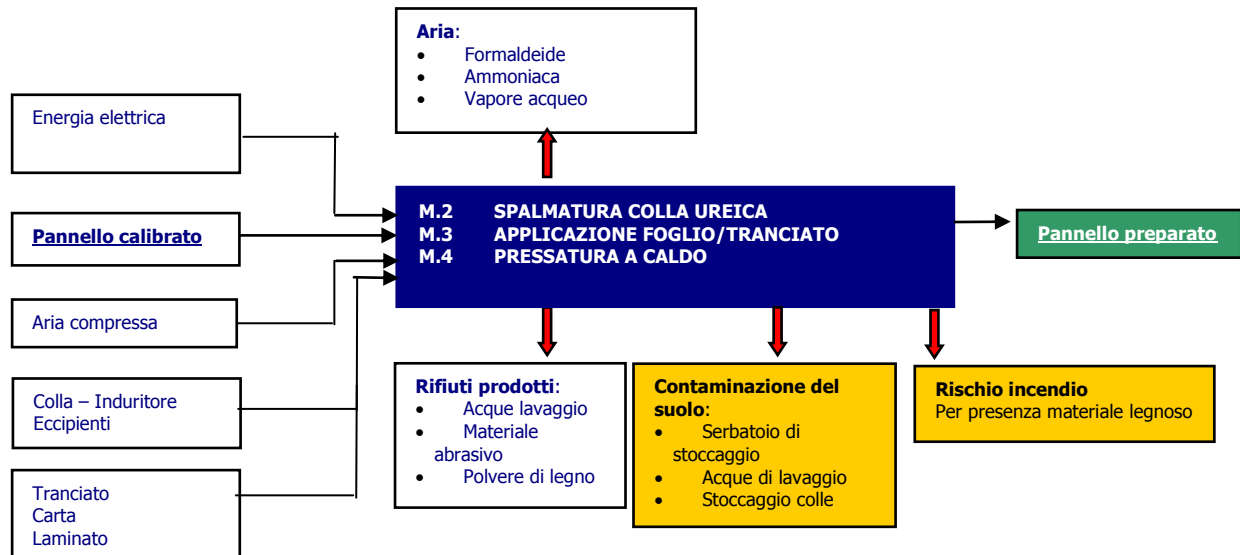 Aria:
• Formaldeide
• Ammoniaca
• Vapore acqueo
Energia elettrica
Pannello calibrato
Aria compressa
Colla – Induritore
Eccipienti
Tranciato
Carta
Laminato
M.2 SPALMATURA COLLA UREICA
M.3 APPLICAZIONE FOGLIO/TRANCIATO
M.4 PRESSATURA A CALDO
Pannello preparato
Rifiuti prodotti:
• Acque lavaggio
• Materiale
abrasivo
• Polvere di legno
Contaminazione del
suolo:
• Serbatoio di
stoccaggio
• Acque di lavaggio
• Stoccaggio colle
Rischio incendio
Per presenza materiale legnoso